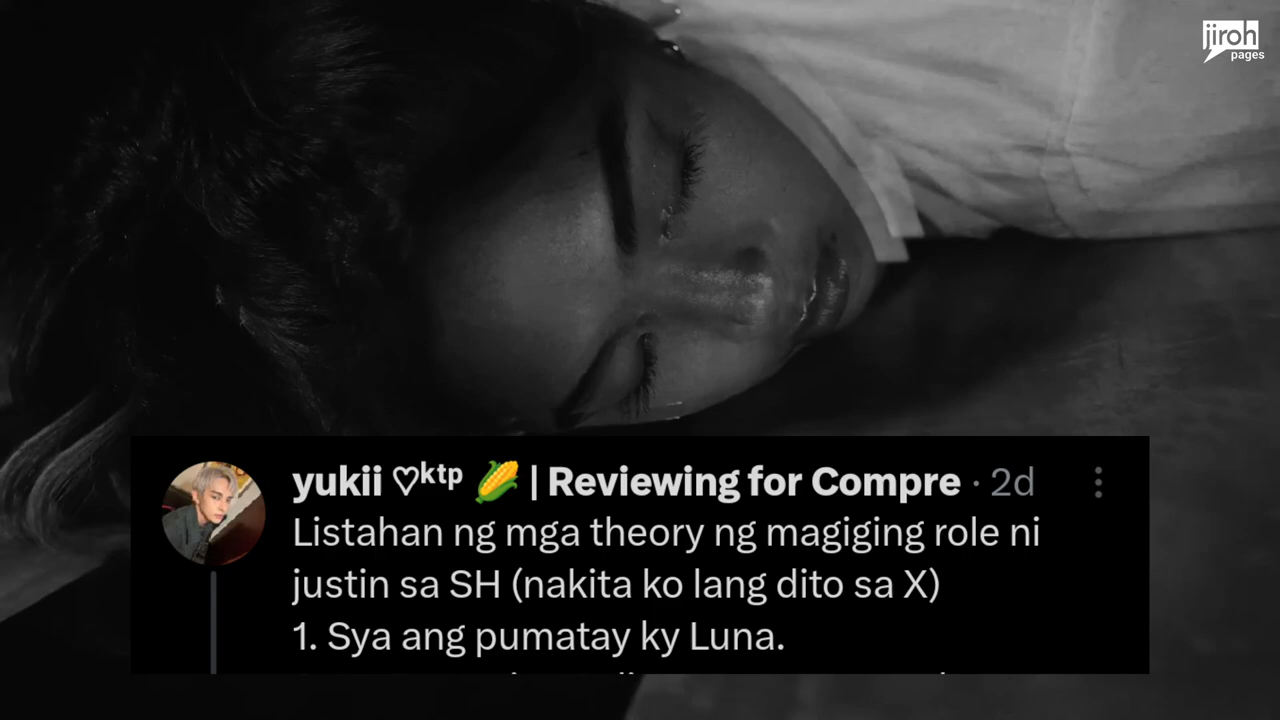 jiroh
pages
yukii ♡ᵏᵗᵖ 🌽 | Reviewing for Compre · 2d
Listahan ng mga theory ng magiging role ni
justin sa SH (nakita ko lang dito sa X)
1. Sya ang pumatay ky Luna.